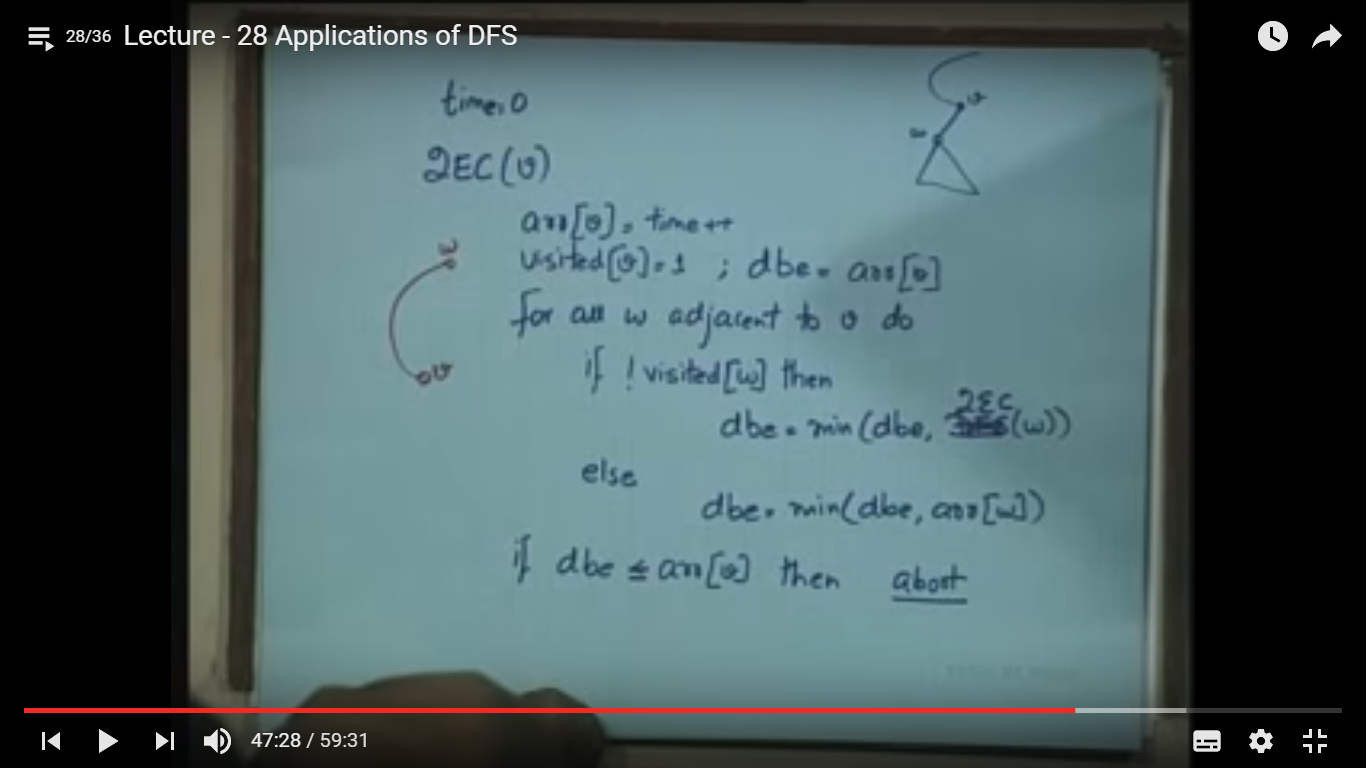 28/36 Lecture - 28 Applications of DFS
time=0
u
2EC(v)
w
arr[v] = time++
w
visited[v]=1 ; dbe = arr[v]
for all w adjacent to v do
v
if !visited[w] then
dbe = min(dbe, 2EC(w))
else
dbe = min(dbe, arr[w])
if dbe ≤ arr[v] then abort
47:28 / 59:31